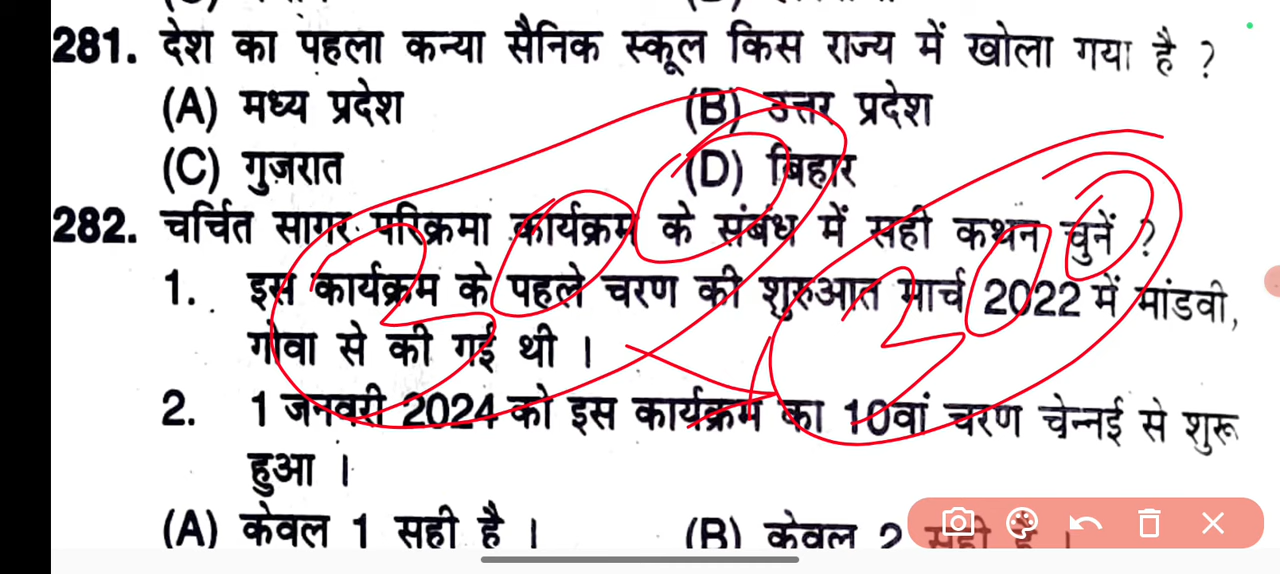 281. देश का पहला कन्या सैनिक स्कूल किस राज्य में खोला गया है ?
(A) मध्य प्रदेश (B) उत्तर प्रदेश
(C) गुज़रात (D) बिहार
282. चर्चित सागर परिक्रमा कार्यक्रम के संबंध में सही कथन चुनें ?
1. इस कार्यक्रम के पहले चरण की शुरुआत मार्च 2022 में मांडवी,
गोवा से की गई थी ।
2. 1 जनवरी 2024 को इस कार्यक्रम का 10वां चरण चेन्नई से शुरू
हुआ ।
(A) केवल 1 सही है । (B) केवल 2 सही है ।